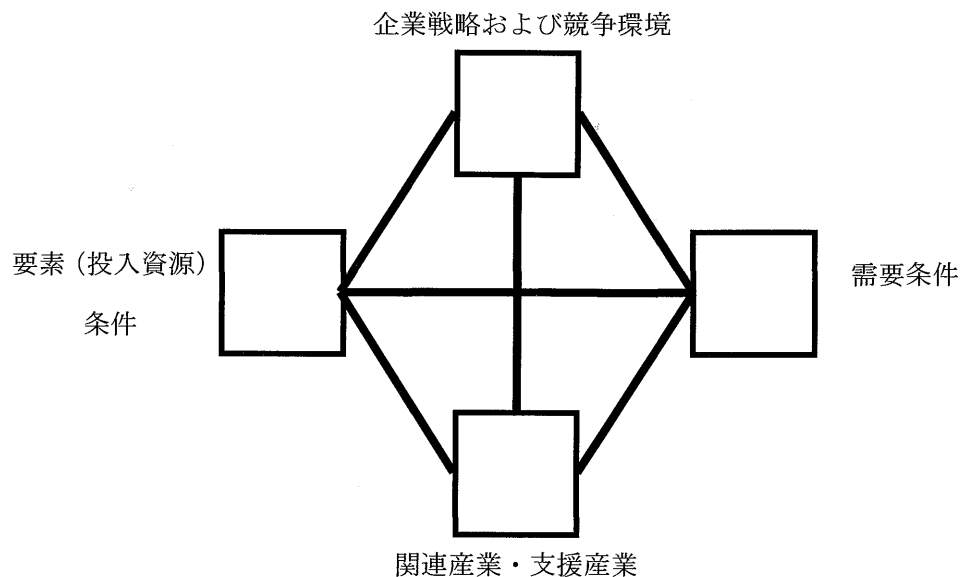 企業戦略および競争環境
要素（投入資源）
条件
需要条件
関連産業・支援産業